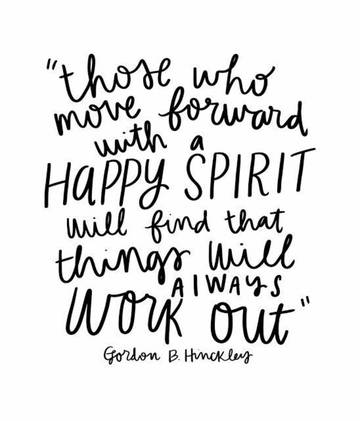 "those who
move forward
with a
HAPPY SPIRIT
will find that
things will
ALWAYS
WORK OUT"
Gordon B. Hinckley